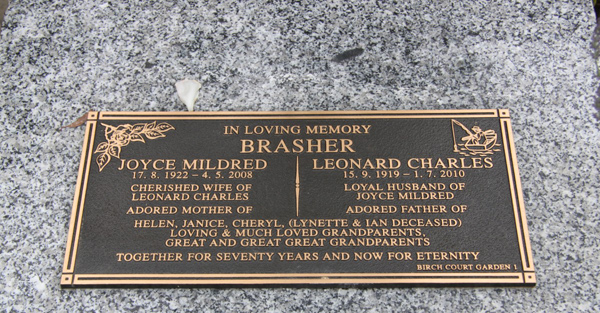 IN LOVING MEMORY
BRASHER
JOYCE MILDRED
17. 8. 1922 - 4. 5. 2008
CHERISHED WIFE OF
LEONARD CHARLES
ADORED MOTHER OF
LEONARD CHARLES
15. 9. 1919 - 1. 7. 2010
LOYAL HUSBAND OF
JOYCE MILDRED
ADORED FATHER OF
HELEN, JANICE, CHERYL, (LYNETTE & IAN DECEASED)
LOVING & MUCH LOVED GRANDPARENTS,
GREAT AND GREAT GREAT GRANDPARENTS
TOGETHER FOR SEVENTY YEARS AND NOW FOR ETERNITY
BIRCH COURT GARDEN 1